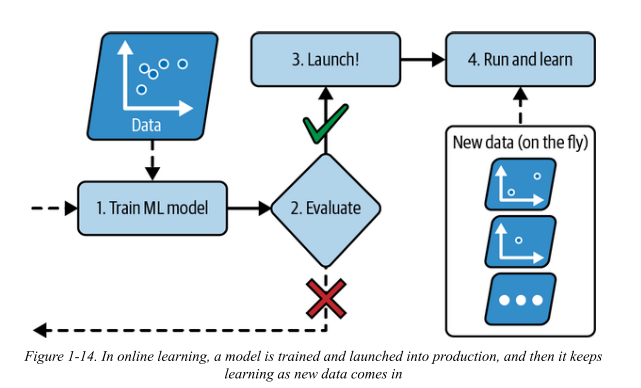 3. Launch!
4. Run and learn
Data
New data (on the fly)
1. Train ML model
2. Evaluate
Figure 1-14. In online learning, a model is trained and launched into production, and then it keeps
learning as new data comes in